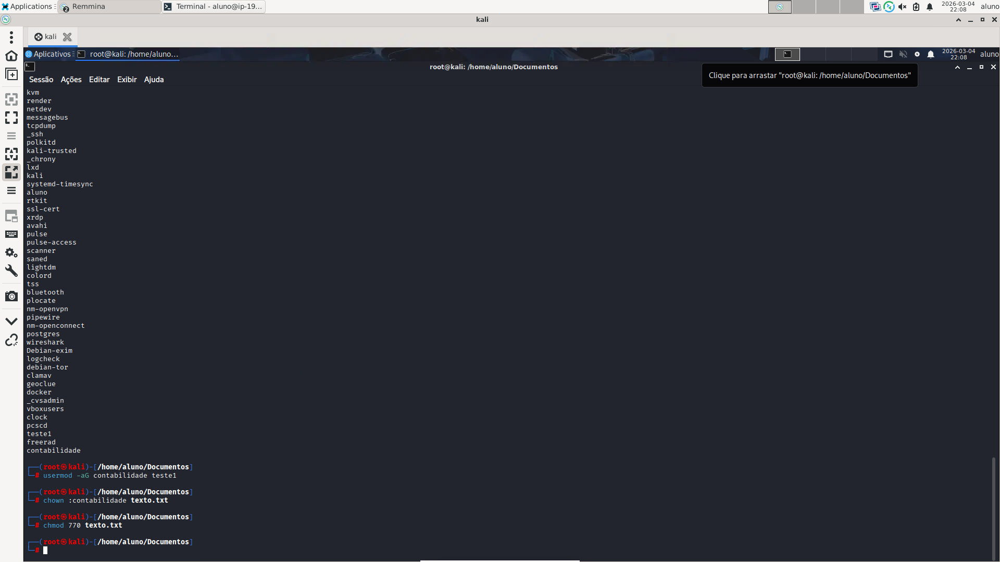 Applications
2
Remmina
Terminal - aluno@ip-19...
2026-03-04
22:08
aluno
kali
kali
Aplicativos
root@kali: /home/aluno...
2026-03-04
22:08
aluno
root@kali: /home/aluno/Documentos
Clique para arrastar "root@kali: /home/aluno/Documentos"
Sessão Ações Editar Exibir Ajuda
kvm
render
netdev
messagebus
tcpdump
_ssh
polkitd
kali-trusted
_chrony
lxd
kali
systemd-timesync
aluno
rtkit
ssl-cert
xrdp
avahi
pulse
pulse-access
scanner
saned
lightdm
colord
tss
bluetooth
plocate
nm-openvpn
pipewire
nm-openconnect
postgres
wireshark
Debian-exim
logcheck
debian-tor
clamav
geoclue
docker
_cvsadmin
vboxusers
clock
pcscd
teste1
freerad
contabilidade
┌──(root㉿kali)-[/home/aluno/Documentos]
└─# usermod -aG contabilidade teste1
┌──(root㉿kali)-[/home/aluno/Documentos]
└─# chown :contabilidade texto.txt
┌──(root㉿kali)-[/home/aluno/Documentos]
└─# chmod 770 texto.txt
┌──(root㉿kali)-[/home/aluno/Documentos]
└─#